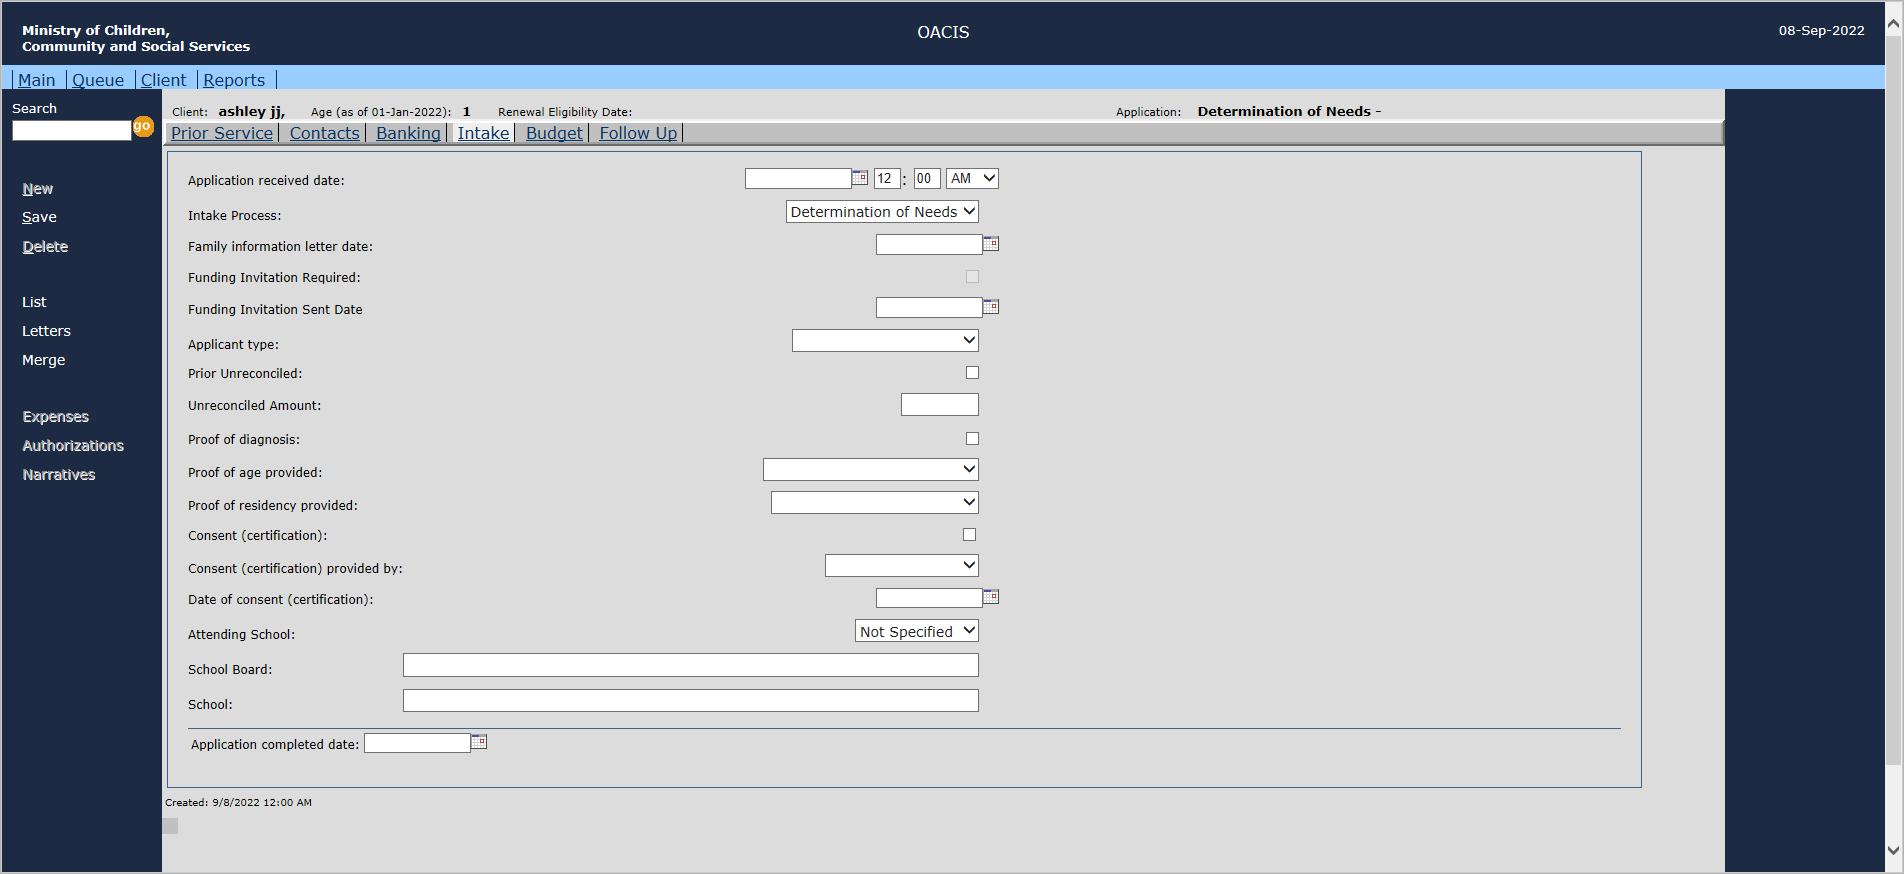 Ministry of Children,
Community and Social Services
OACIS
08-Sep-2022
Main Queue Client Reports
Search
go
New
Save
Delete
List
Letters
Merge
Expenses
Authorizations
Narratives
Client: ashley jj, Age (as of 01-Jan-2022): 1 Renewal Eligibility Date: Application: Determination of Needs -
Prior Service Contacts Banking Intake Budget Follow Up
Application received date: 12 : 00 AM
Intake Process: Determination of Needs
Family information letter date:
Funding Invitation Required:
Funding Invitation Sent Date
Applicant type:
Prior Unreconciled:
Unreconciled Amount:
Proof of diagnosis:
Proof of age provided:
Proof of residency provided:
Consent (certification):
Consent (certification) provided by:
Date of consent (certification):
Attending School: Not Specified
School Board:
School:
Application completed date:
Created: 9/8/2022 12:00 AM